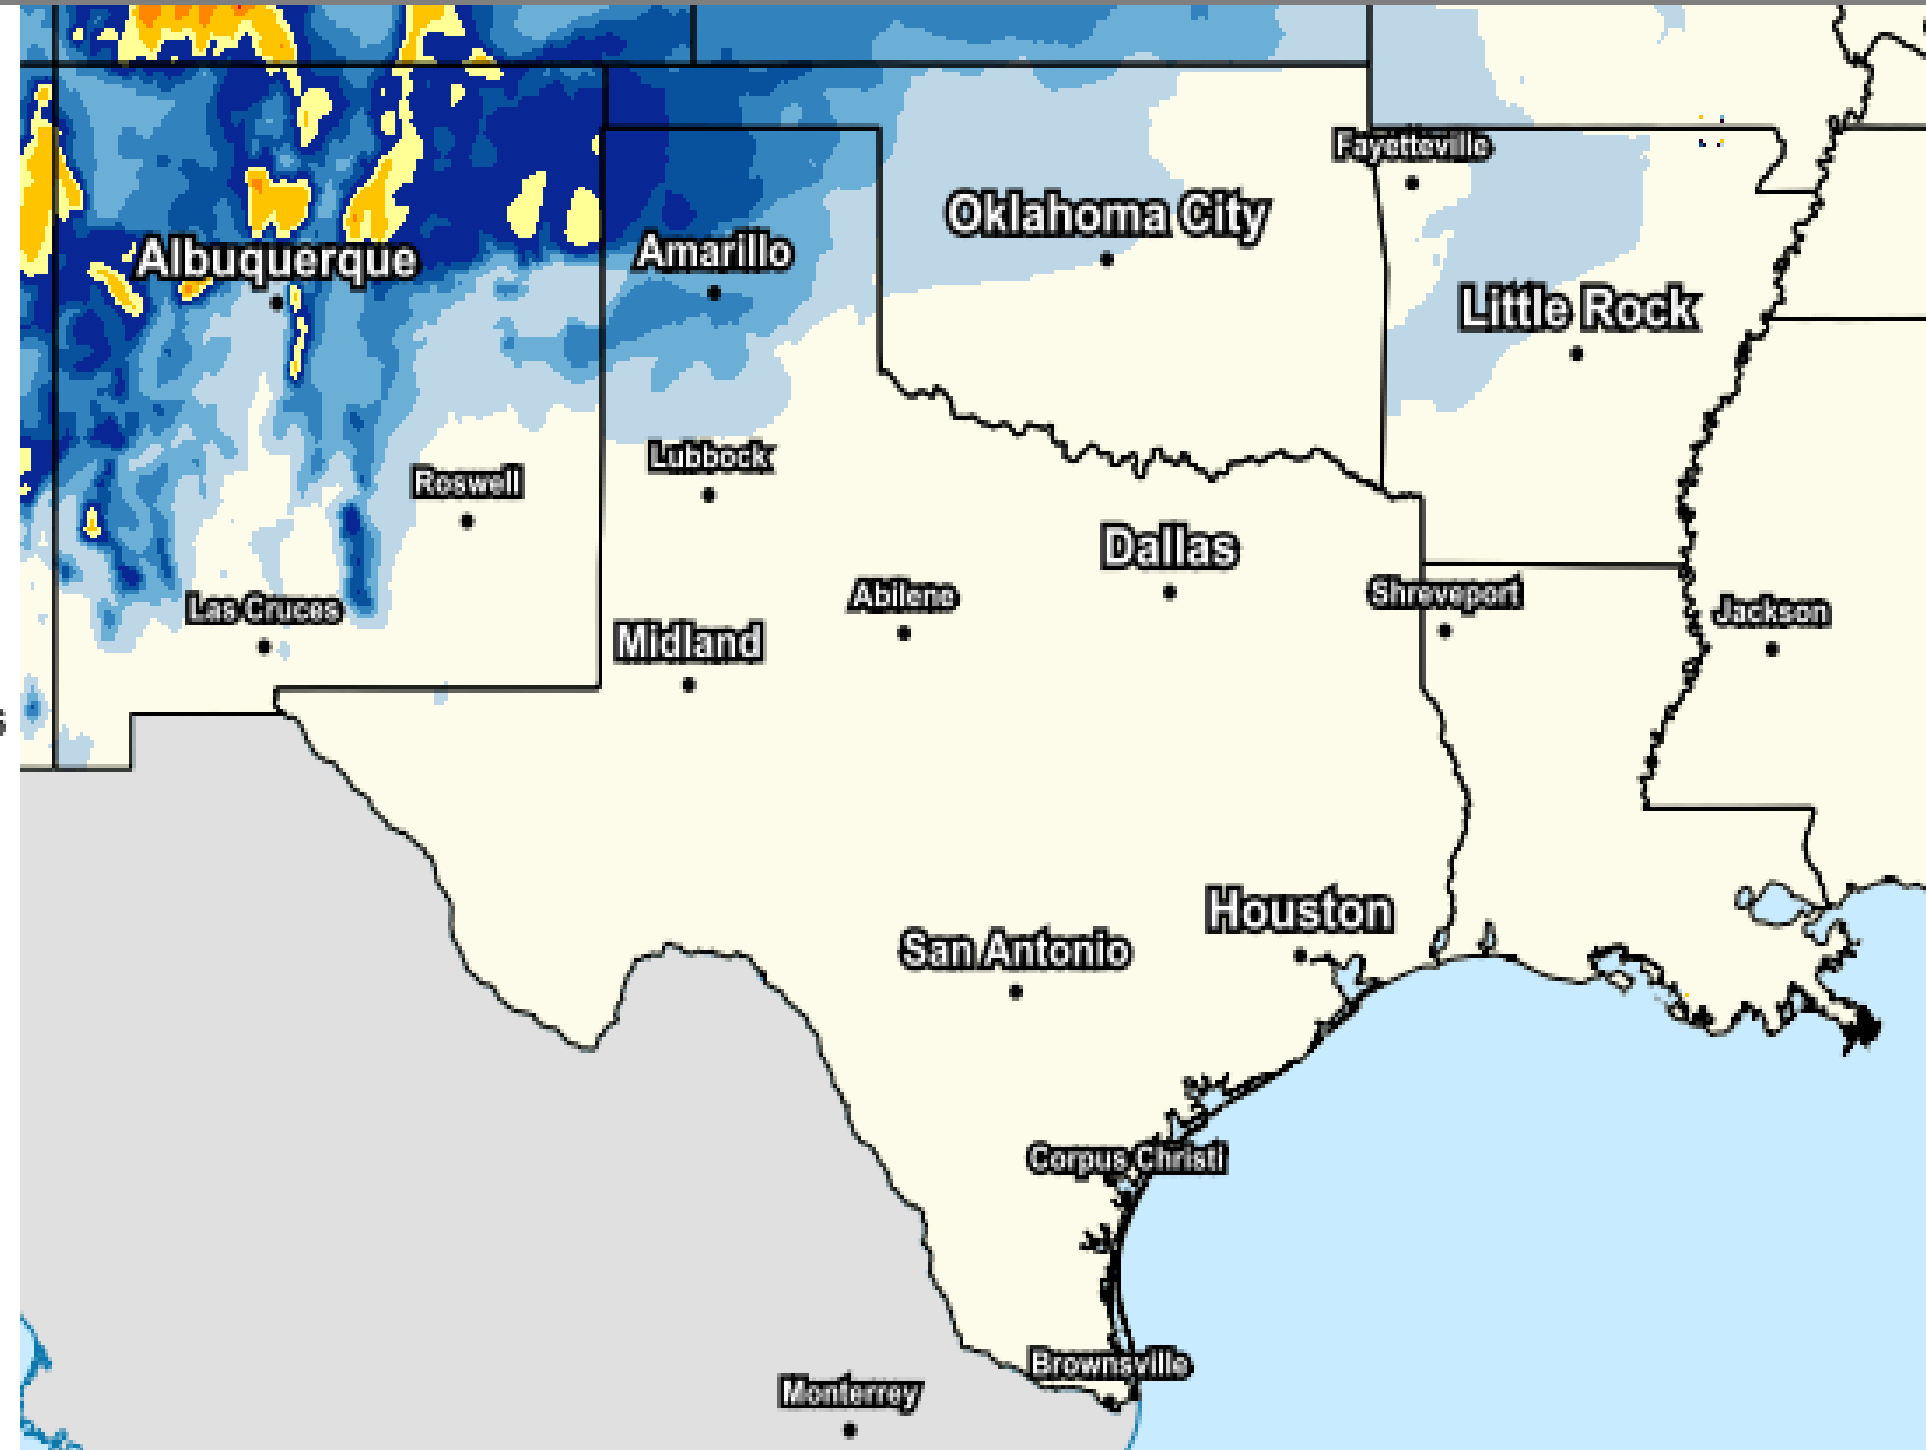 Fayetteville
Oklahoma City
Albuquerque
Amarillo
Little Rock
Lubbock
Roswell
Dallas
Abilene
Shreveport
Las Cruces
Jackson
Midland
s
Houston
San Antonio
Corpus Christi
Brownsville
Monterrey